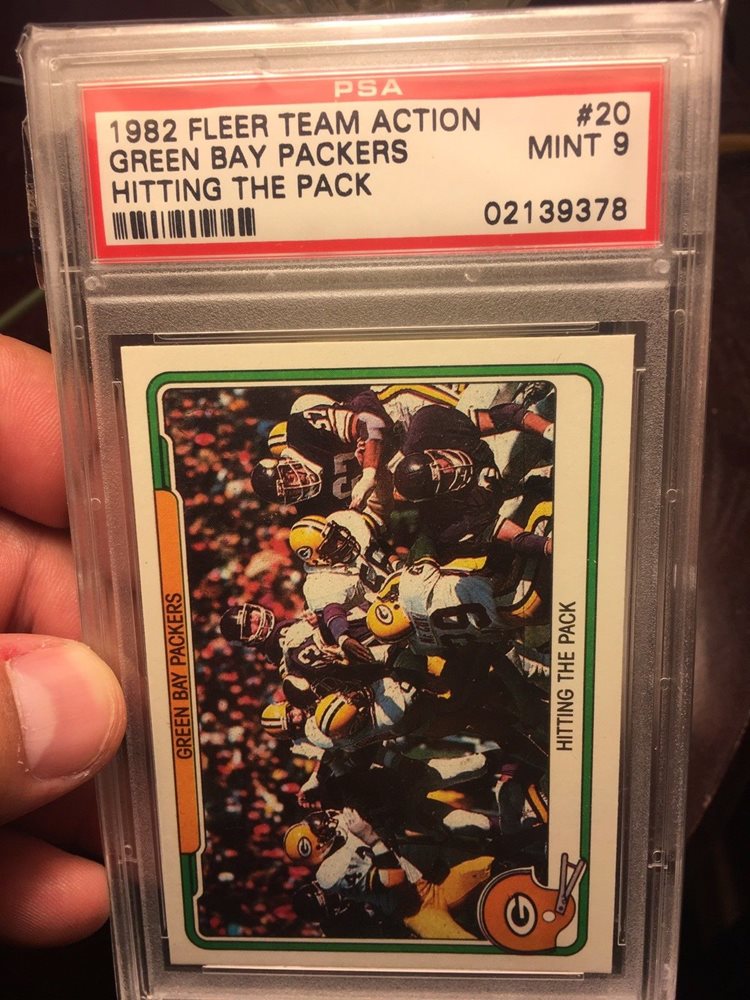 PSA
1982 FLEER TEAM ACTION #20
GREEN BAY PACKERS MINT 9
HITTING THE PACK
02139378
GREEN BAY PACKERS
HITTING THE PACK
G